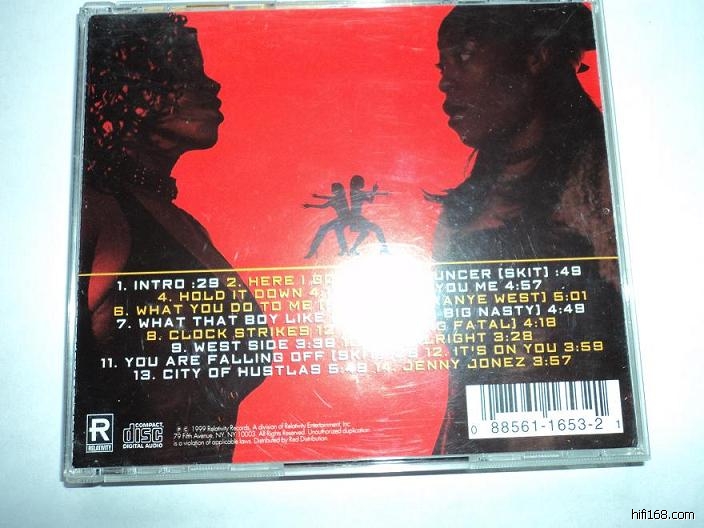 1. INTRO :29 2. HERE I GO UNCER [SKIT] :49
4. HOLD IT DOWN YOU ME 4:57
6. WHAT YOU DO TO ME KANYE WEST] 5:01
7. WHAT THAT BOY LIKE BIG NASTY] 4:49
8. CLOCK STRIKES 12 FATAL] 4:18
9. WEST SIDE 3:38 RIGHT 3:28
11. YOU ARE FALLING OFF [SKIT] 12. IT'S ON YOU 3:59
13. CITY OF HUSTLAS 5:49 14. JENNY JONEZ 3:57
R
RELATIVITY
COMPACT
disc
DIGITAL AUDIO
℗ © 1999 Relativity Records, A division of Relativity Entertainment, Inc.
79 Fifth Avenue, NY, NY 10003. All Rights Reserved. Unauthorized duplication
is a violation of applicable laws. Distributed by Red Distribution.
0 88561-1653-2 1
hifi168.com